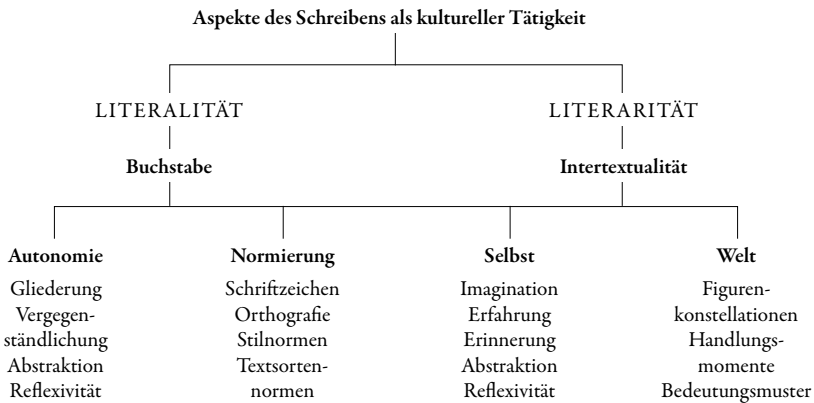 Aspekte des Schreibens als kultureller Tätigkeit
LITERALITÄT
LITERARITÄT
Buchstabe
Intertextualität
Autonomie
Gliederung
Vergegen-
ständlichung
Abstraktion
Reflexivität
Normierung
Schriftzeichen
Orthografie
Stilnormen
Textsorten-
normen
Selbst
Imagination
Erfahrung
Erinnerung
Abstraktion
Reflexivität
Welt
Figuren-
konstellationen
Handlungs-
momente
Bedeutungsmuster